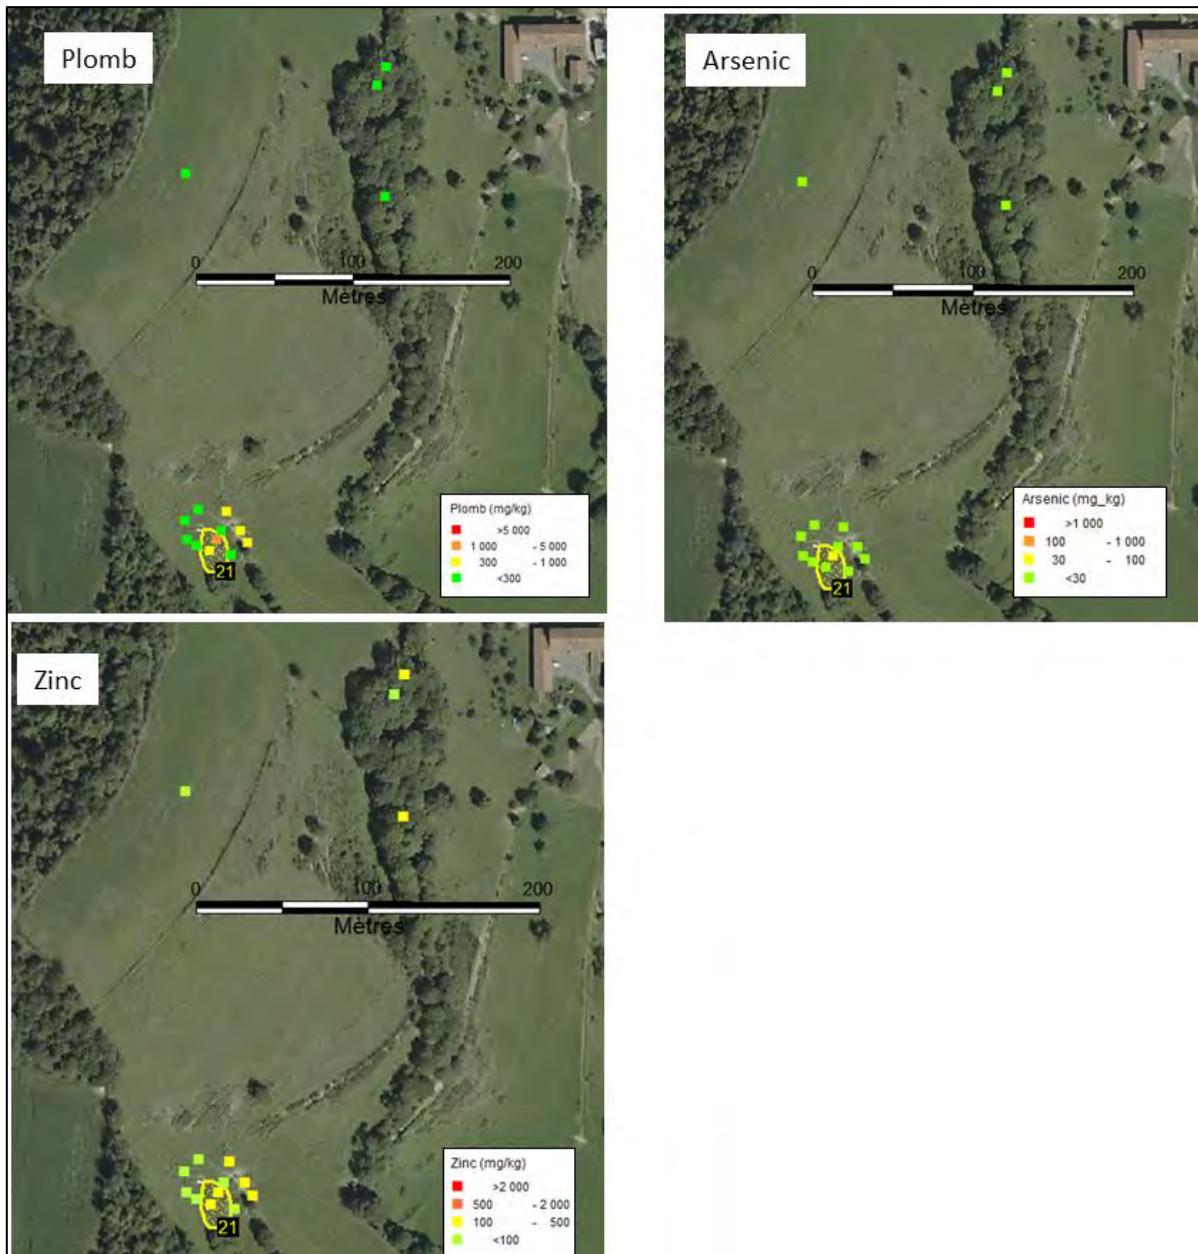 Plomb
0 100 200
Mètres
21
Plomb (mg/kg)
>5 000
1 000 - 5 000
300 - 1 000
<300
Arsenic
0 100 200
Mètres
21
Arsenic (mg_kg)
>1 000
100 - 1 000
30 - 100
<30
Zinc
0 100 200
Mètres
21
Zinc (mg/kg)
>2 000
500 - 2 000
100 - 500
<100